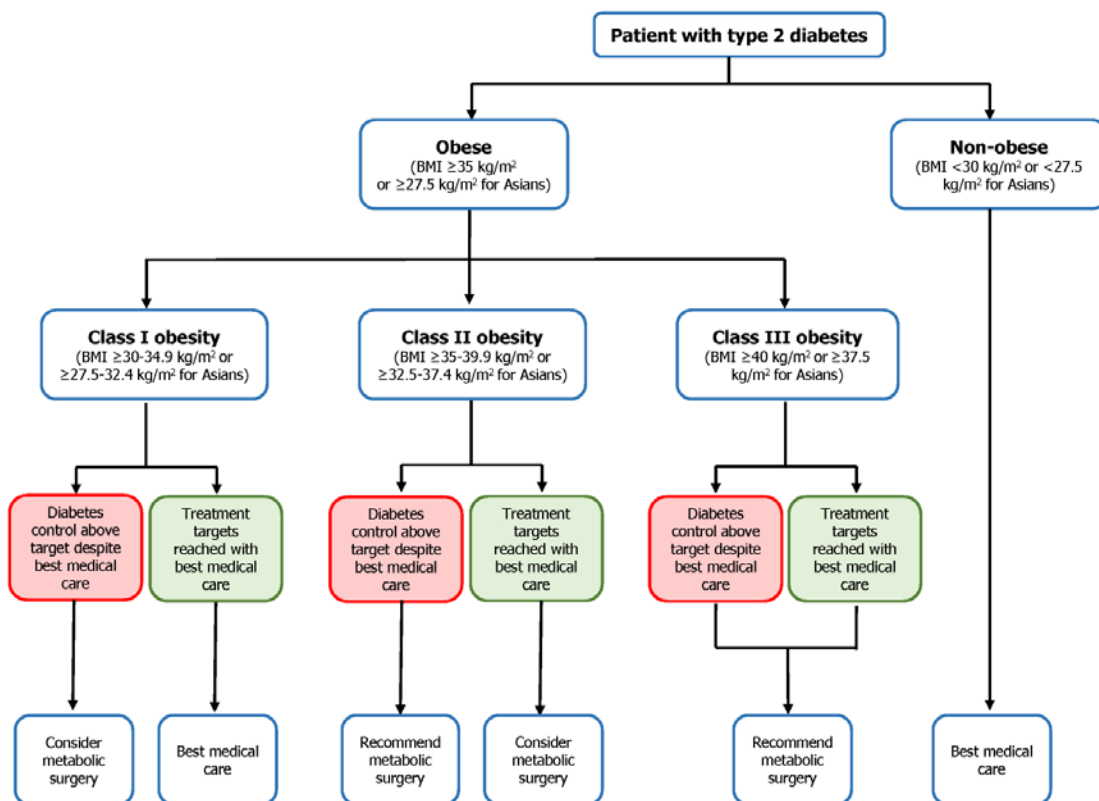 Patient with type 2 diabetes
Obese
(BMI ≥35 kg/m²
or ≥27.5 kg/m² for Asians)
Non-obese
(BMI <30 kg/m² or <27.5
kg/m² for Asians)
Class I obesity
(BMI ≥30-34.9 kg/m² or
≥27.5-32.4 kg/m² for Asians)
Class II obesity
(BMI ≥35-39.9 kg/m² or
≥32.5-37.4 kg/m² for Asians)
Class III obesity
(BMI ≥40 kg/m² or ≥37.5
kg/m² for Asians)
Diabetes
control above
target despite
best medical
care
Treatment
targets
reached with
best medical
care
Diabetes
control above
target despite
best medical
care
Treatment
targets
reached with
best medical
care
Diabetes
control above
target despite
best medical
care
Treatment
targets
reached with
best medical
care
Consider
metabolic
surgery
Best medical
care
Recommend
metabolic
surgery
Consider
metabolic
surgery
Recommend
metabolic
surgery
Best medical
care